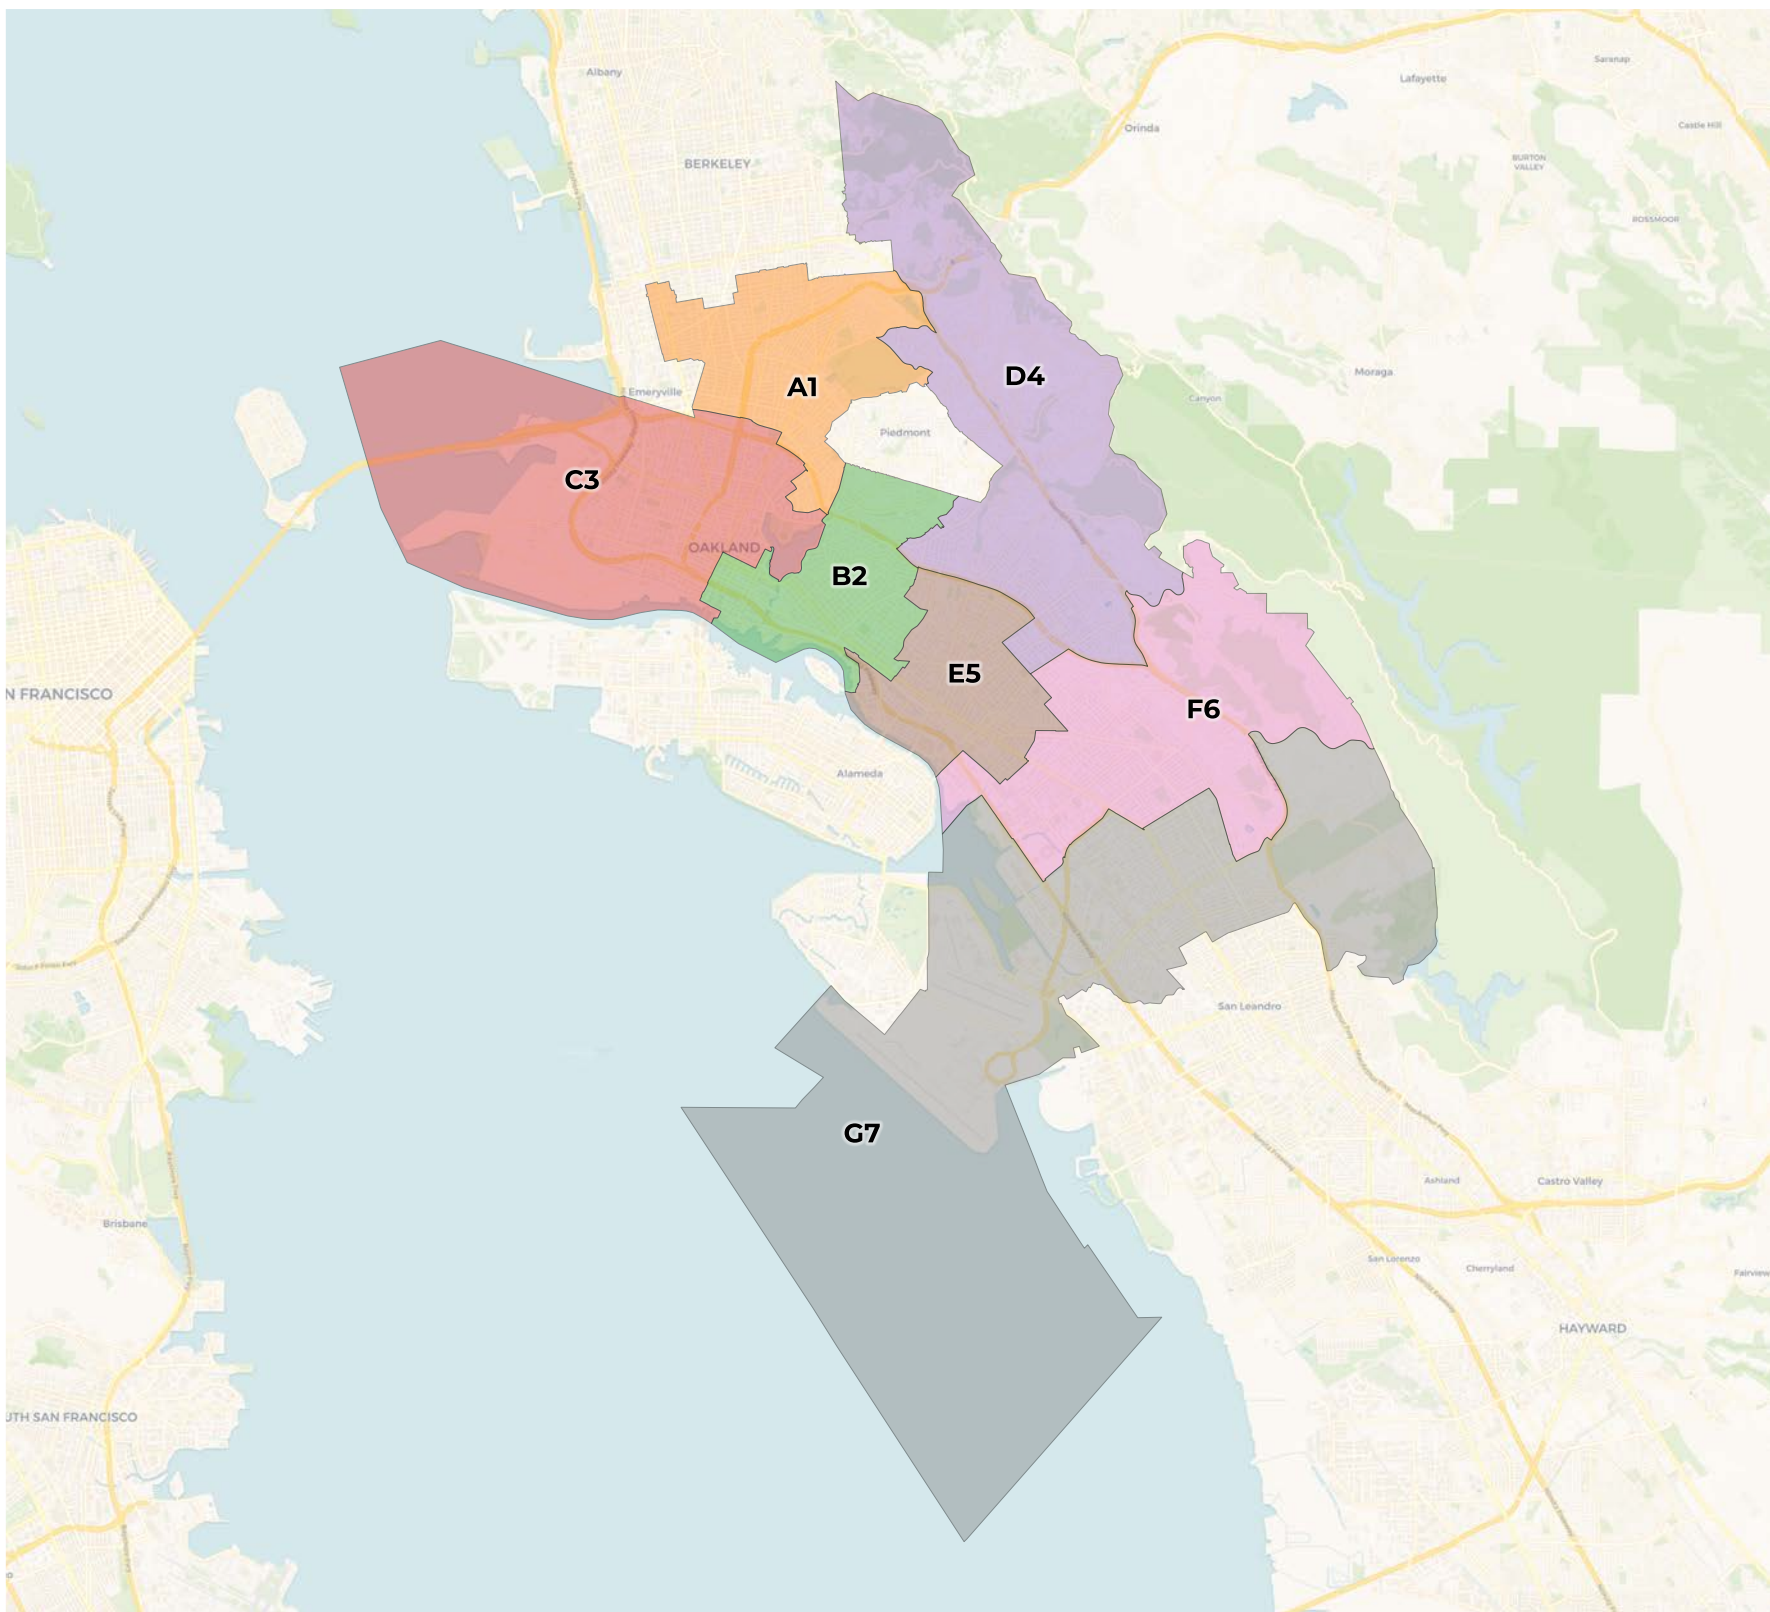 Albany
Lafayette
Saranap
Orinda
Castle Hill
BERKELEY
BURTON
VALLEY
ROSSMOOR
A1
D4
Moraga
Emeryville
Canyon
Piedmont
C3
OAKLAND
B2
E5
N FRANCISCO
F6
Alameda
San Leandro
G7
Ashland
Castro Valley
Brisbane
San Lorenzo
Cherryland
Fairview
HAYWARD
UTH SAN FRANCISCO